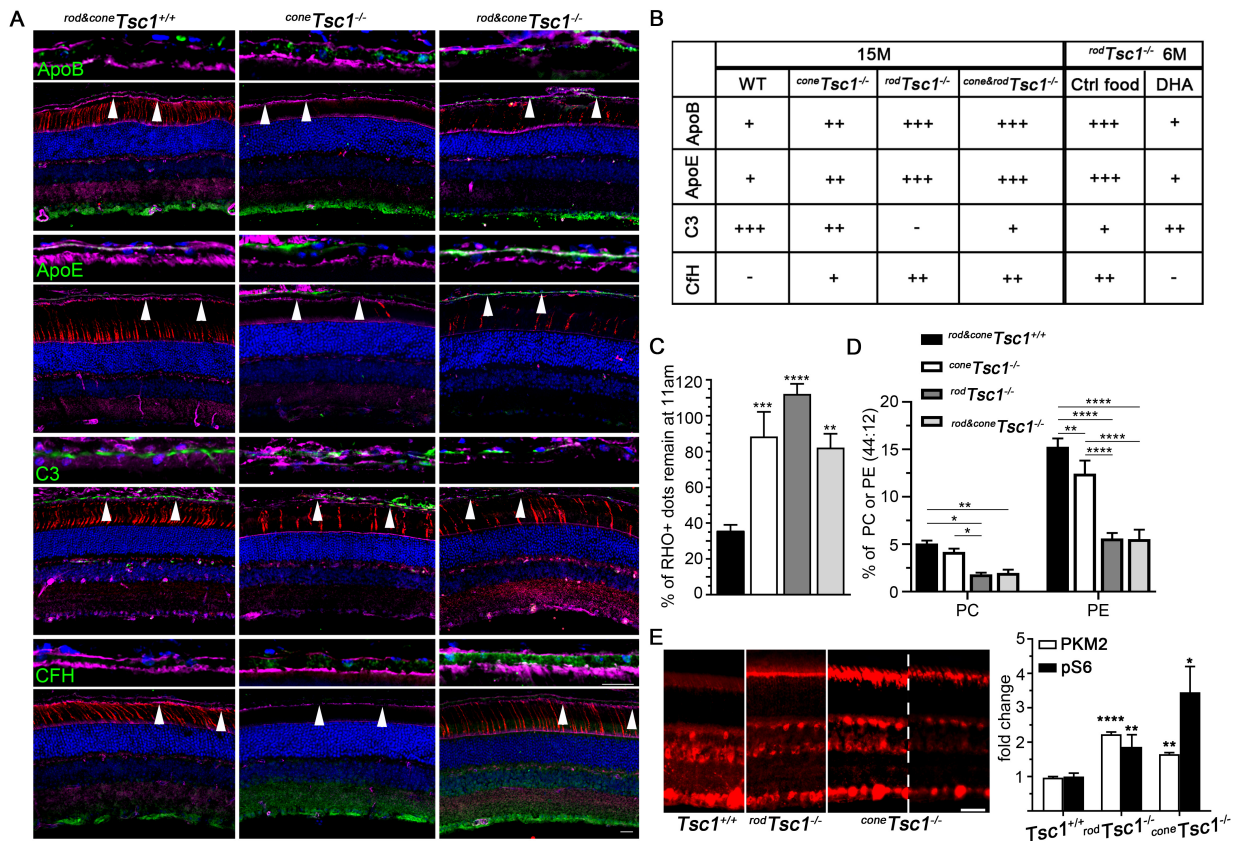 A
rod&coneTsc1+/+
coneTsc1-/-
rod&coneTsc1-/-
ApoB
ApoE
C3
CFH
B
15M
rodTsc1-/- 6M
WT
coneTsc1-/-
rodTsc1-/-
cone&rodTsc1-/-
Ctrl food
DHA
ApoB + ++ +++ +++ +++ +
ApoE + ++ +++ +++ +++ +
C3 +++ ++ - + + ++
CfH - + ++ ++ ++ -
C
% of RHO+ dots remain at 11am
120
100
80
60
40
20
0
***
****
**
D
rod&coneTsc1+/+
coneTsc1-/-
rodTsc1-/-
rod&coneTsc1-/-
% of PC or PE (44:12)
20
15
10
5
0
**
*
*
****
****
** ****
****
PC
PE
E
Tsc1+/+
rodTsc1-/-
coneTsc1-/-
fold change
5
4
3
2
1
PKM2
pS6
****
**
**
*
Tsc1+/+
rodTsc1-/-
coneTsc1-/-